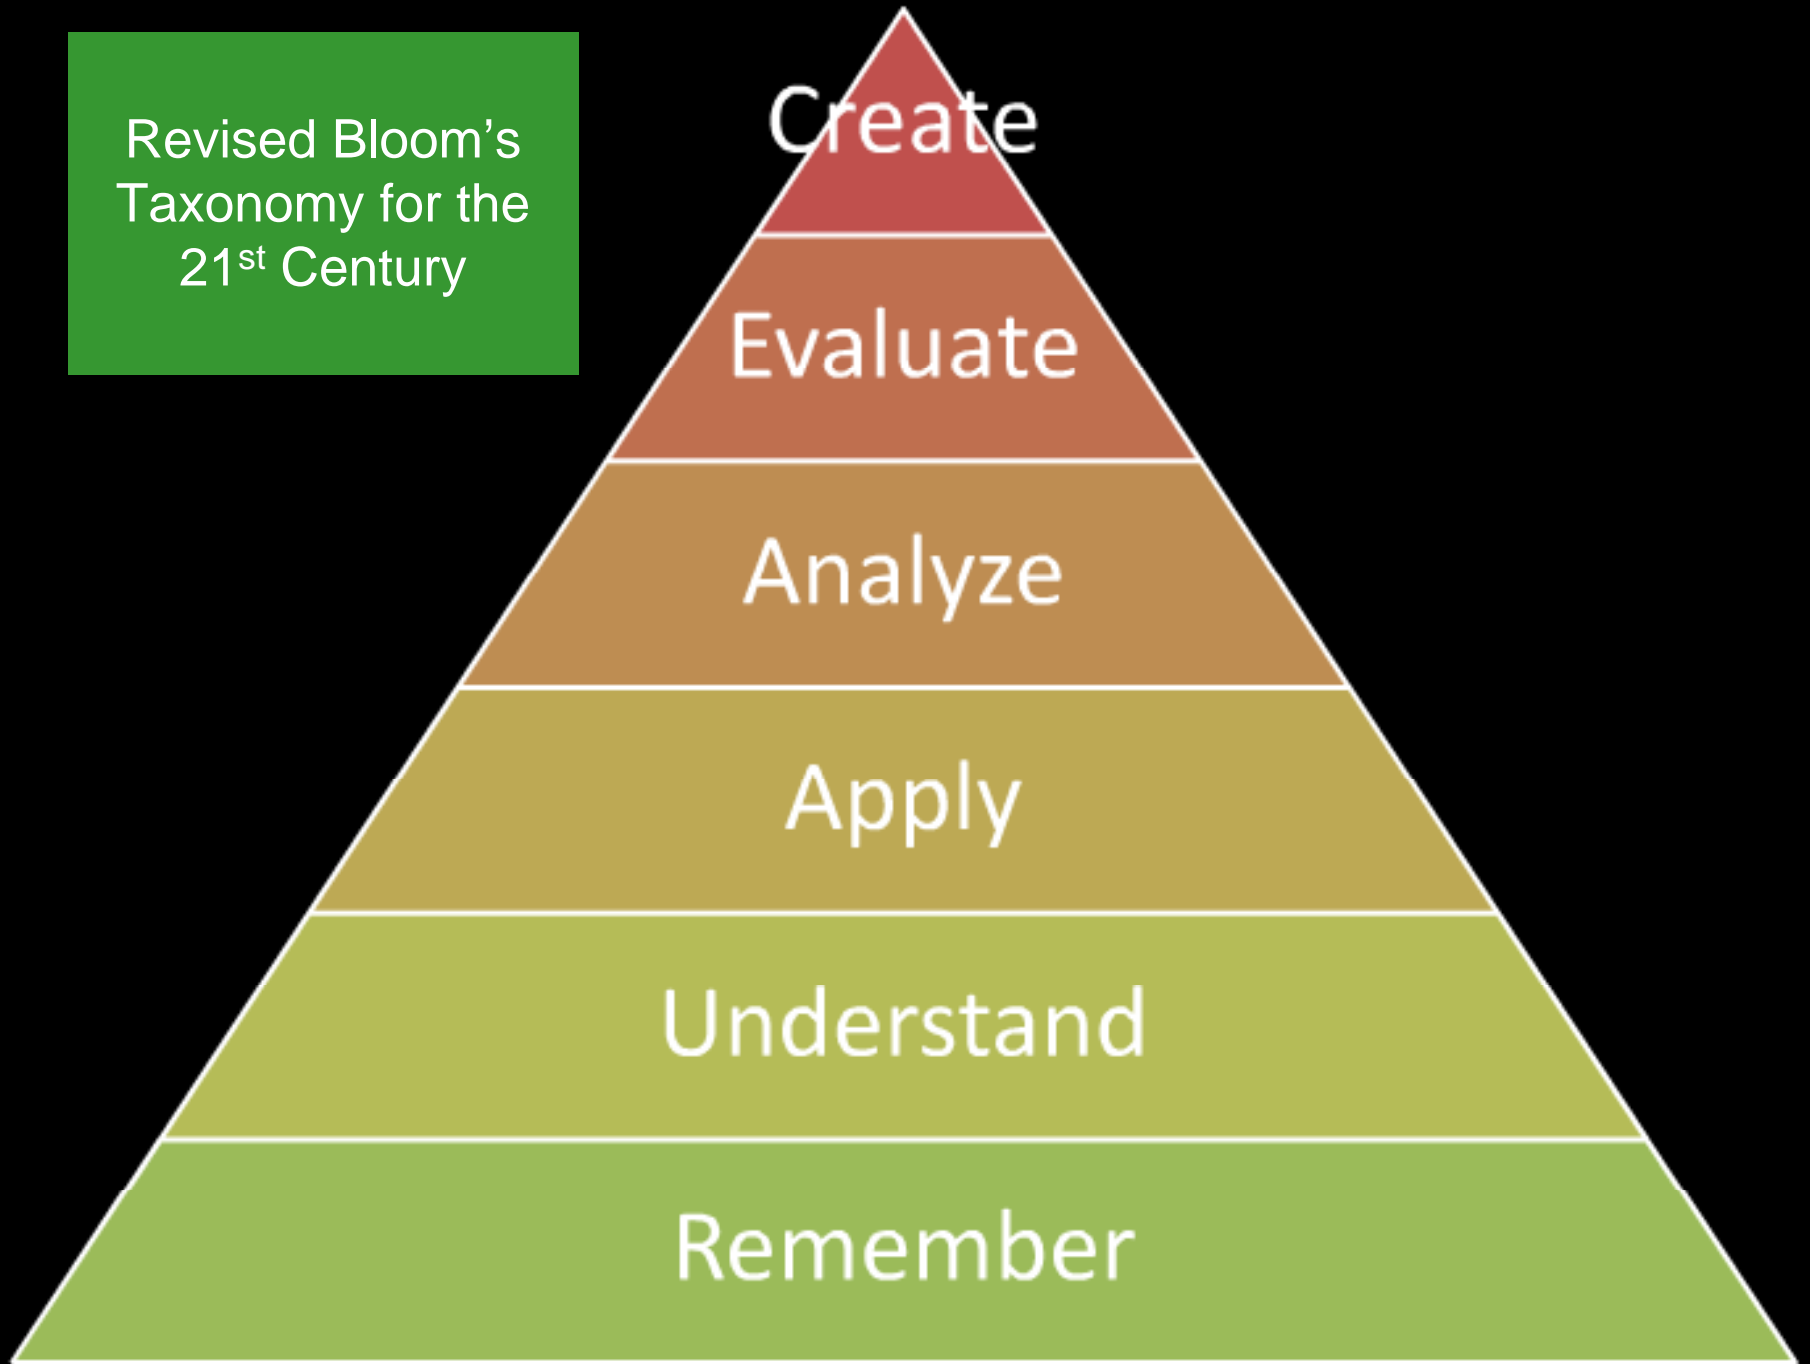 Revised Bloom’s
Taxonomy for the
21st Century
Create
Evaluate
Analyze
Apply
Understand
Remember